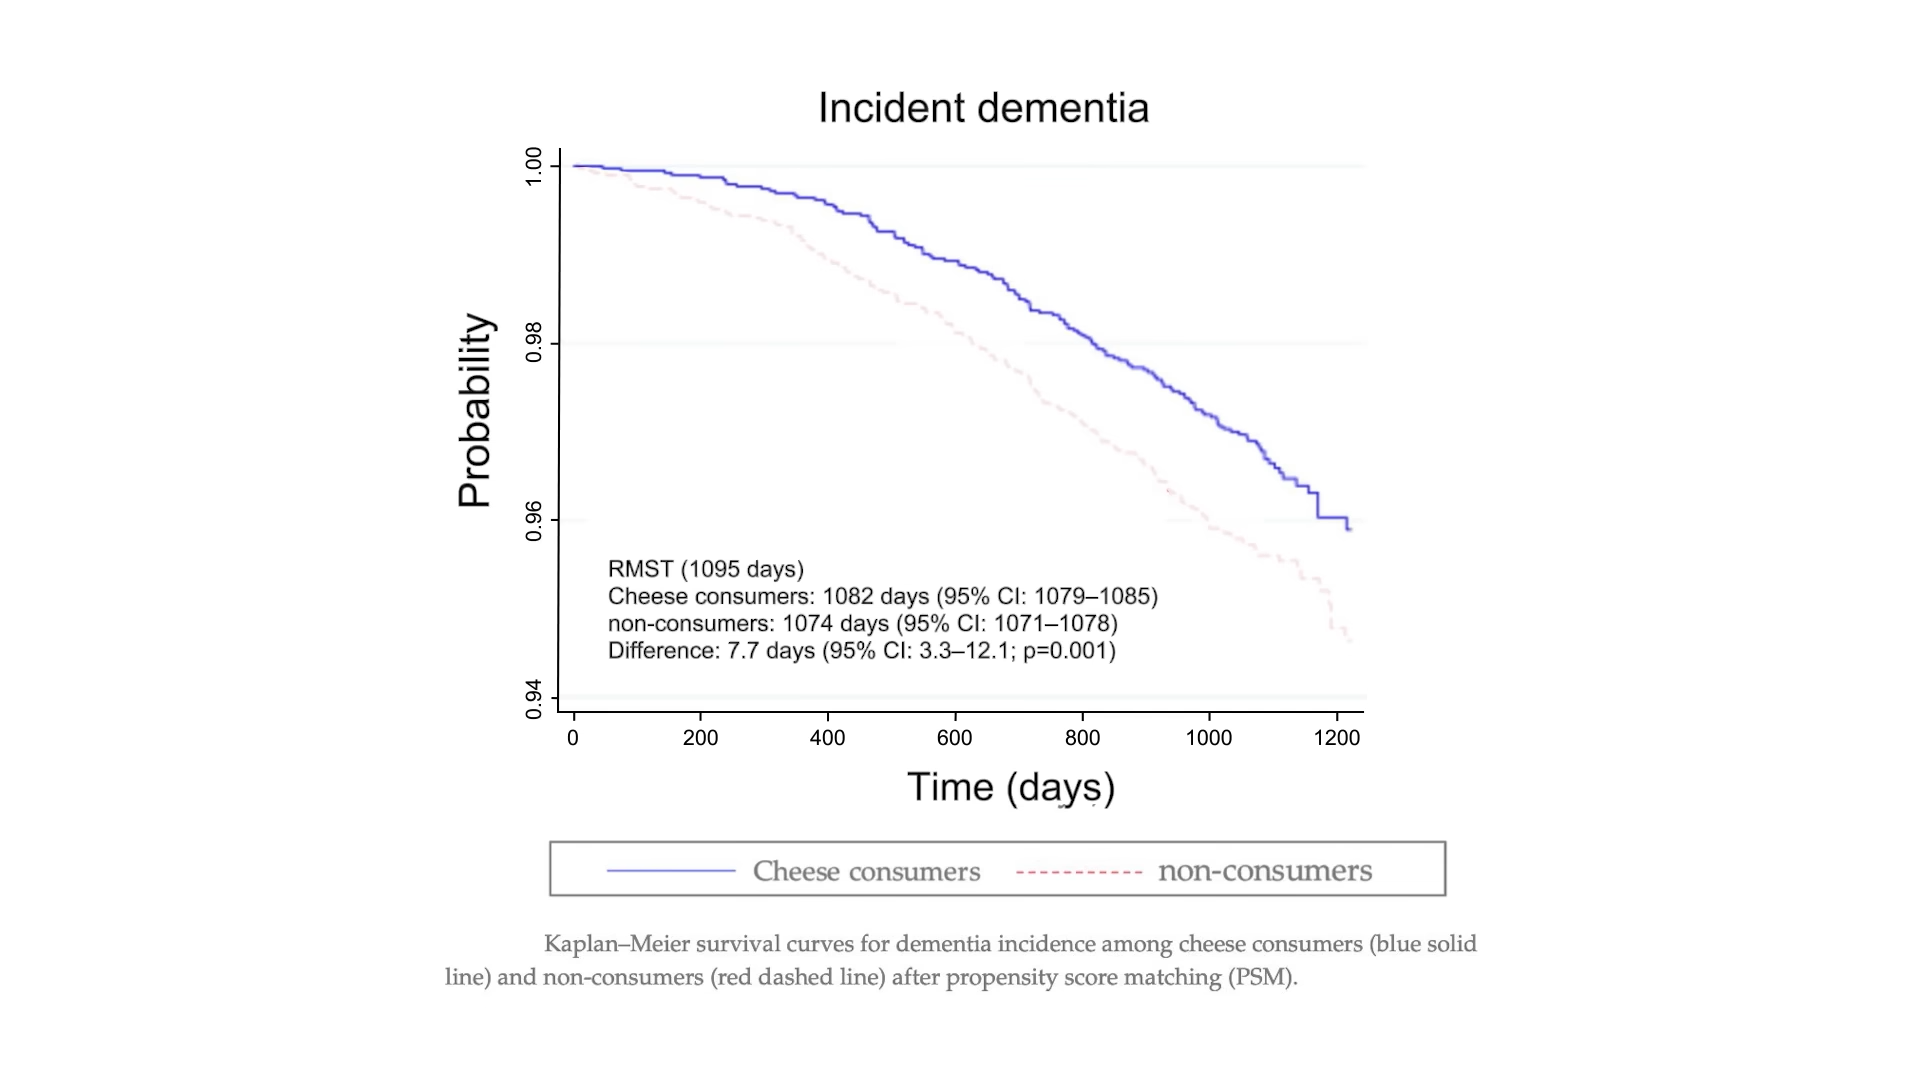 Incident dementia
Probability
1.00
0.98
0.96
0.94
RMST (1095 days)
Cheese consumers: 1082 days (95% CI: 1079–1085)
non-consumers: 1074 days (95% CI: 1071–1078)
Difference: 7.7 days (95% CI: 3.3–12.1; p=0.001)
0 200 400 600 800 1000 1200
Time (days)
Cheese consumers non-consumers
Kaplan–Meier survival curves for dementia incidence among cheese consumers (blue solid
line) and non-consumers (red dashed line) after propensity score matching (PSM).